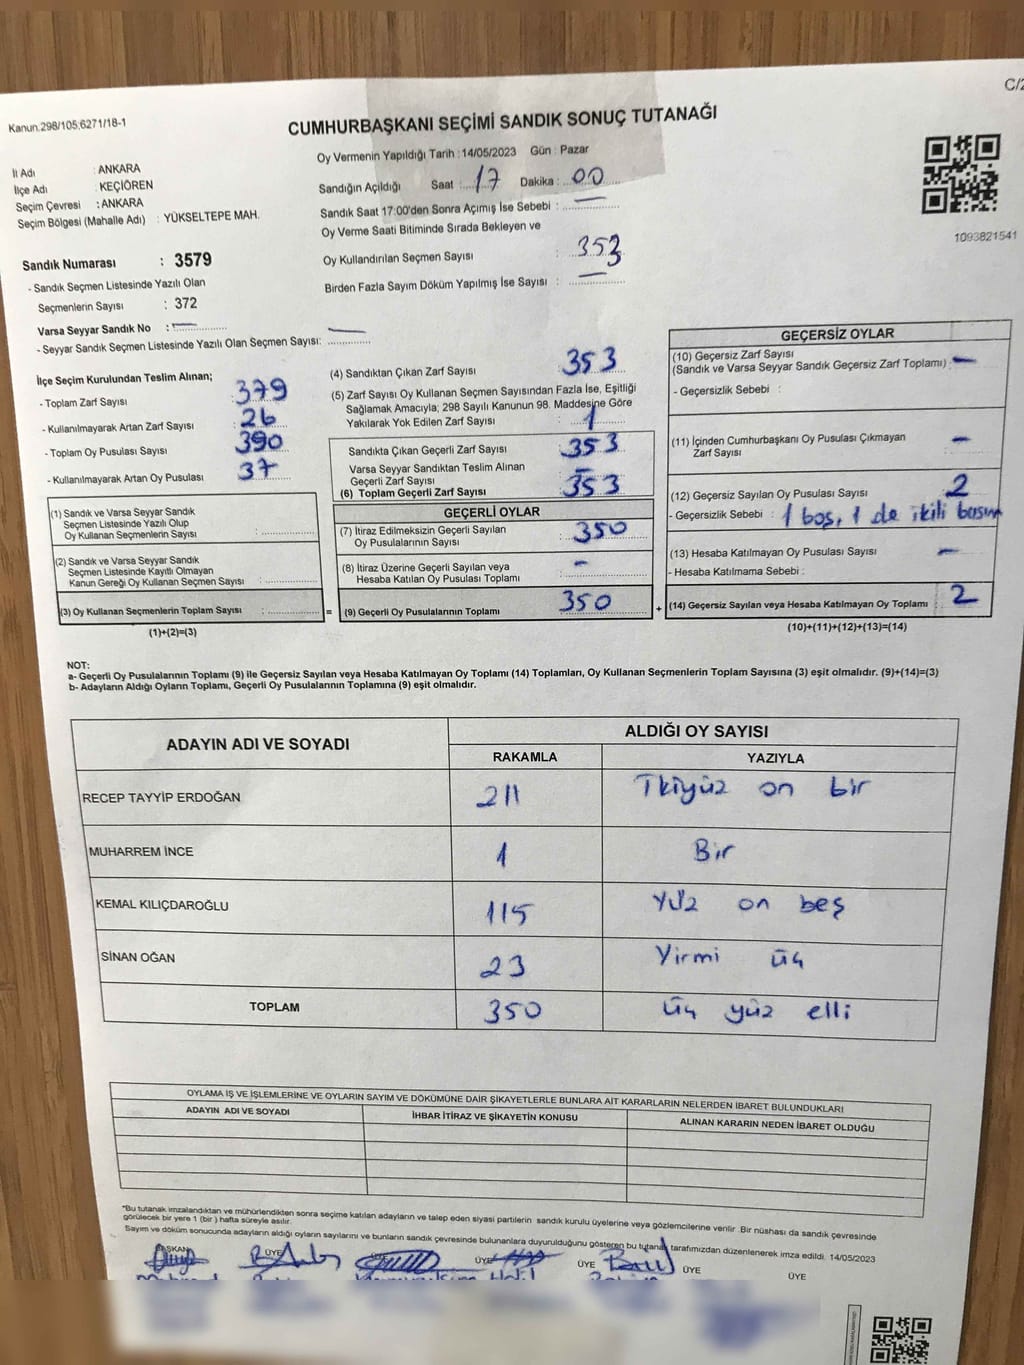 C/2
Kanun:298/105;6271/18-1
CUMHURBAŞKANI SEÇİMİ SANDIK SONUÇ TUTANAĞI
Oy Vermenin Yapıldığı Tarih : 14/05/2023 Gün : Pazar
İl Adı : ANKARA
İlçe Adı : KEÇİÖREN
Seçim Çevresi : ANKARA
Seçim Bölgesi (Mahalle Adı) : YÜKSELTEPE MAH.
Sandığın Açıldığı Saat : 17 Dakika : 00
Sandık Saat 17:00'den Sonra Açımış İse Sebebi : —
Oy Verme Saati Bitiminde Sırada Bekleyen ve
Oy Kullandırılan Seçmen Sayısı : 353
Birden Fazla Sayım Döküm Yapılmış İse Sayısı : —
1093821541
Sandık Numarası : 3579
- Sandık Seçmen Listesinde Yazılı Olan
Seçmenlerin Sayısı : 372
Varsa Seyyar Sandık No : —
- Seyyar Sandık Seçmen Listesinde Yazılı Olan Seçmen Sayısı: —
İlçe Seçim Kurulundan Teslim Alınan;
- Toplam Zarf Sayısı : 379
- Kullanılmayarak Artan Zarf Sayısı : 26
- Toplam Oy Pusulası Sayısı : 390
- Kullanılmayarak Artan Oy Pusulası : 37
(1) Sandık ve Varsa Seyyar Sandık
Seçmen Listesinde Yazılı Olup
Oy Kullanan Seçmenlerin Sayısı :
(2) Sandık ve Varsa Seyyar Sandık
Seçmen Listesinde Kayıtlı Olmayan
Kanun Gereği Oy Kullanan Seçmen Sayısı :
(3) Oy Kullanan Seçmenlerin Toplam Sayısı : =
(1)+(2)=(3)
(4) Sandıktan Çıkan Zarf Sayısı : 353
(5) Zarf Sayısı Oy Kullanan Seçmen Sayısından Fazla İse, Eşitliği
Sağlamak Amacıyla; 298 Sayılı Kanunun 98. Maddesine Göre
Yakılarak Yok Edilen Zarf Sayısı : 1
Sandıkta Çıkan Geçerli Zarf Sayısı : 353
Varsa Seyyar Sandıktan Teslim Alınan
Geçerli Zarf Sayısı : —
(6) Toplam Geçerli Zarf Sayısı : 353
GEÇERLİ OYLAR
(7) İtiraz Edilmeksizin Geçerli Sayılan
Oy Pusulalarının Sayısı : 350
(8) İtiraz Üzerine Geçerli Sayılan veya
Hesaba Katılan Oy Pusulası Toplamı : —
(9) Geçerli Oy Pusulalarının Toplamı : 350 +
GEÇERSİZ OYLAR
(10) Geçersiz Zarf Sayısı
(Sandık ve Varsa Seyyar Sandık Geçersiz Zarf Toplamı) : —
- Geçersizlik Sebebi :
(11) İçinden Cumhurbaşkanı Oy Pusulası Çıkmayan
Zarf Sayısı : —
(12) Geçersiz Sayılan Oy Pusulası Sayısı : 2
- Geçersizlik Sebebi : 1 boş, 1 de ikili basım
(13) Hesaba Katılmayan Oy Pusulası Sayısı : —
- Hesaba Katılmama Sebebi :
(14) Geçersiz Sayılan veya Hesaba Katılmayan Oy Toplamı : 2
(10)+(11)+(12)+(13)=(14)
NOT:
a- Geçerli Oy Pusulalarının Toplamı (9) ile Geçersiz Sayılan veya Hesaba Katılmayan Oy Toplamı (14) Toplamları, Oy Kullanan Seçmenlerin Toplam Sayısına (3) eşit olmalıdır. (9)+(14)=(3)
b- Adayların Aldığı Oyların Toplamı, Geçerli Oy Pusulalarının Toplamına (9) eşit olmalıdır.
ADAYIN ADI VE SOYADI ALDIĞI OY SAYISI
RAKAMLA YAZIYLA
RECEP TAYYİP ERDOĞAN 211 İkiyüz on bir
MUHARREM İNCE 1 Bir
KEMAL KILIÇDAROĞLU 115 Yüz on beş
SİNAN OĞAN 23 Yirmi üç
TOPLAM 350 üç yüz elli
OYLAMA İŞ VE İŞLEMLERİNE VE OYLARIN SAYIM VE DÖKÜMÜNE DAİR ŞİKAYETLERLE BUNLARA AİT KARARLARIN NELERDEN İBARET BULUNDUKLARI
ADAYIN ADI VE SOYADI İHBAR İTİRAZ VE ŞİKAYETİN KONUSU ALINAN KARARIN NEDEN İBARET OLDUĞU
"Bu tutanak imzalandıktan ve mühürlendikten sonra seçime katılan adayların ve talep eden siyasi partilerin sandık kurulu üyelerine veya gözlemcilerine verilir .Bir nüshası da sandık çevresinde
görülecek bir yere 1 (bir ) hafta süreyle asılır.
Sayım ve döküm sonucunda adayların aldığı oyların sayılarını ve bunların sandık çevresinde bulunanlara duyurulduğunu gösteren bu tutanak tarafımızdan düzenlenerek imza edildi. 14/05/2023
BAŞKAN ÜYE ÜYE ÜYE ÜYE ÜYE ÜYE